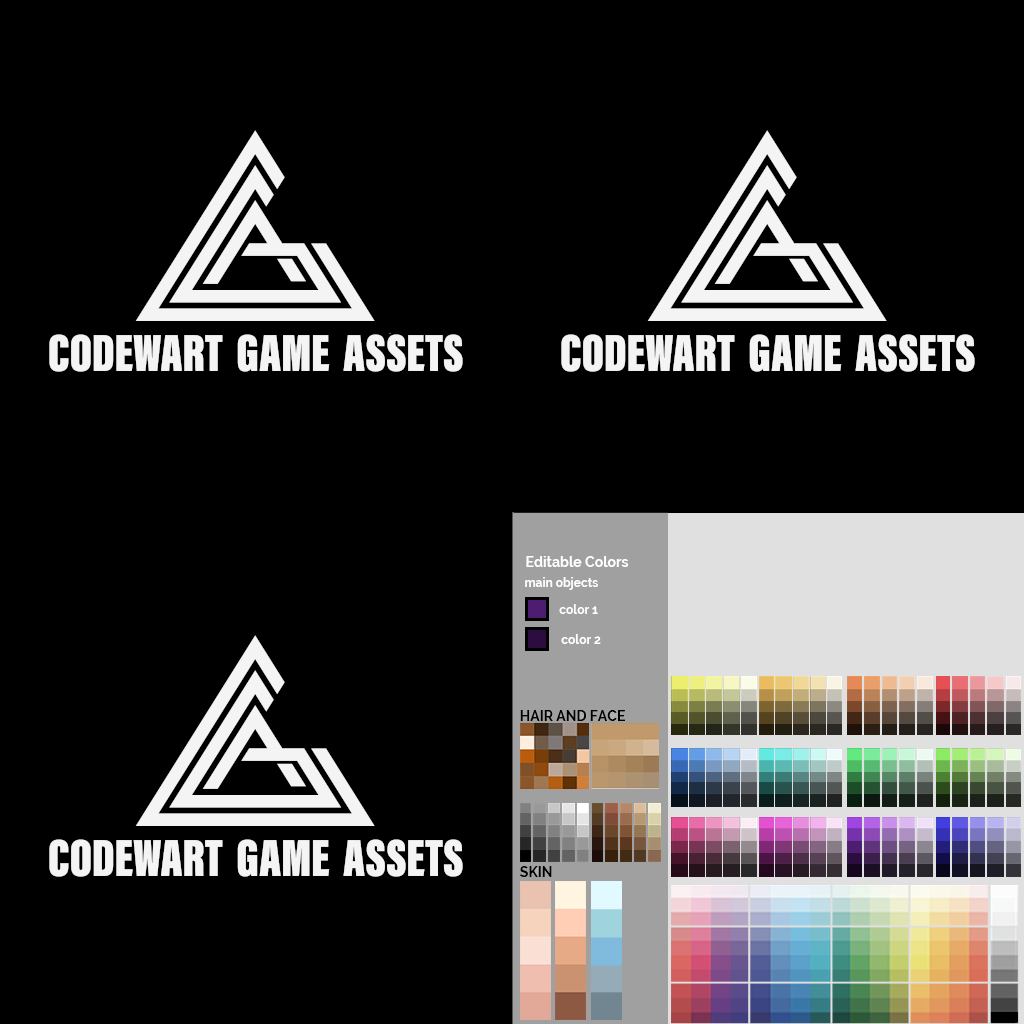 CODEWART GAME ASSETS
CODEWART GAME ASSETS
CODEWART GAME ASSETS
Editable Colors
main objects
color 1
color 2
HAIR AND FACE
SKIN